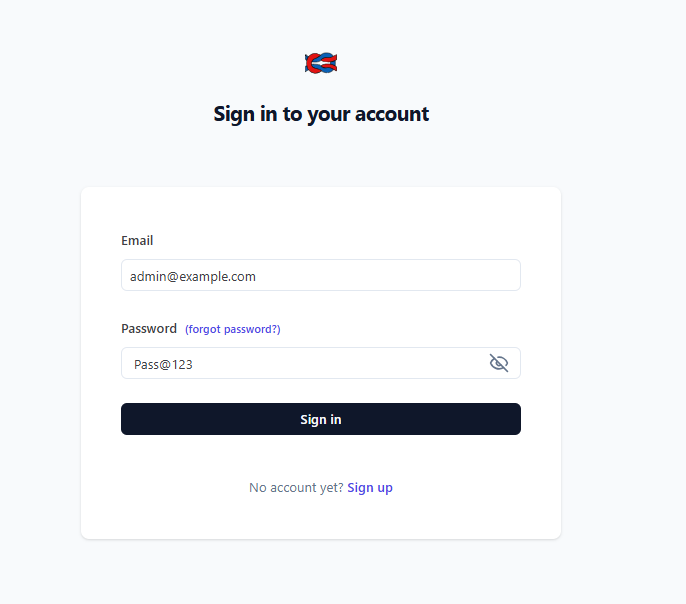 Sign in to your account
Email
admin@example.com
Password (forgot password?)
Pass@123
Sign in
No account yet? Sign up